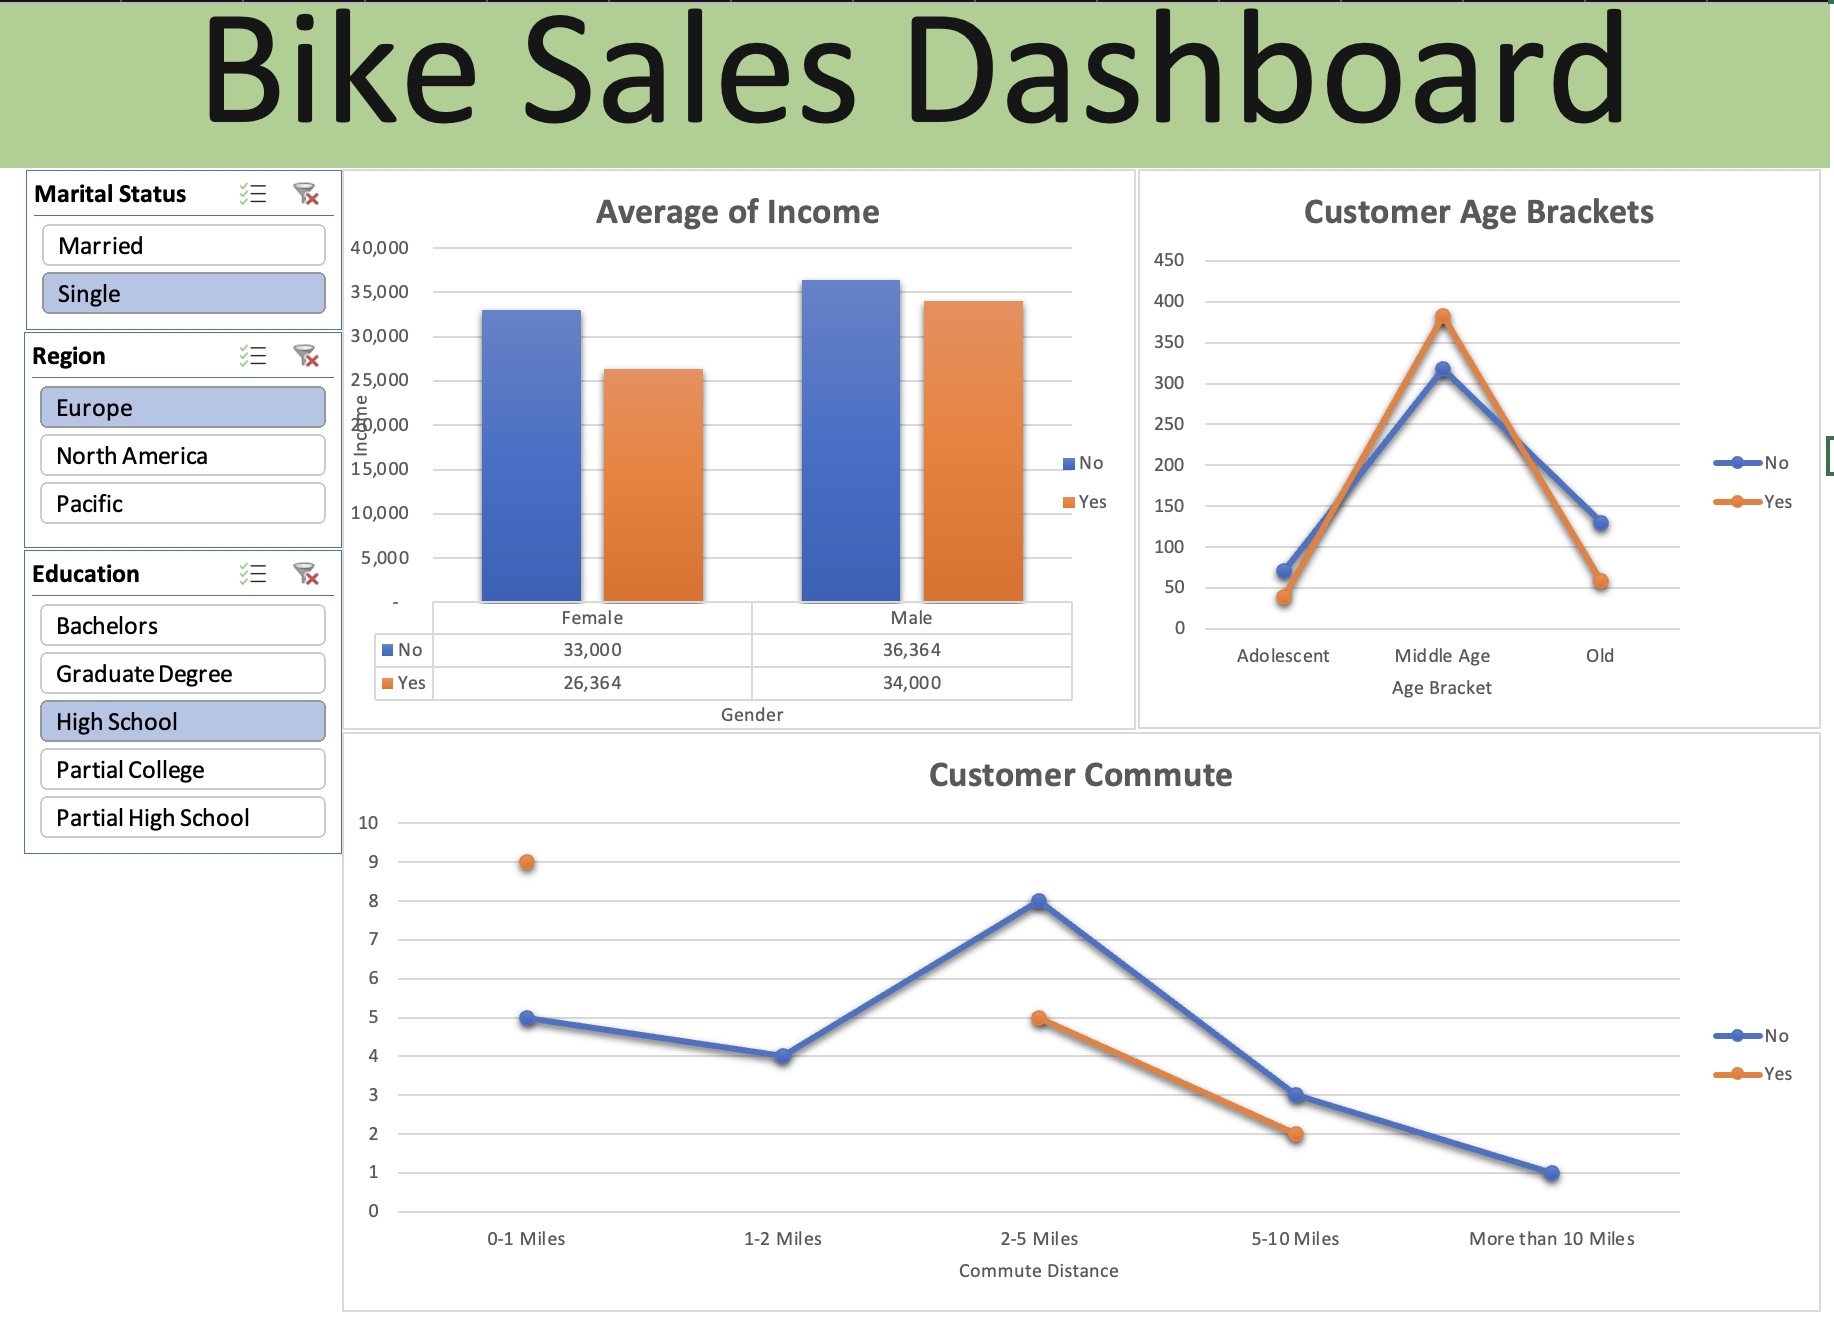 Bike Sales Dashboard
Marital Status
Married
Single
Region
Europe
North America
Pacific
Education
Bachelors
Graduate Degree
High School
Partial College
Partial High School
Average of Income
40,000
35,000
30,000
25,000
20,000
15,000
10,000
5,000
-
Income
No
Yes
Female Male
No 33,000 36,364
Yes 26,364 34,000
Gender
Customer Age Brackets
450
400
350
300
250
200
150
100
50
0
Adolescent Middle Age Old
Age Bracket
No
Yes
Customer Commute
10
9
8
7
6
5
4
3
2
1
0
0-1 Miles 1-2 Miles 2-5 Miles 5-10 Miles More than 10 Miles
Commute Distance
No
Yes